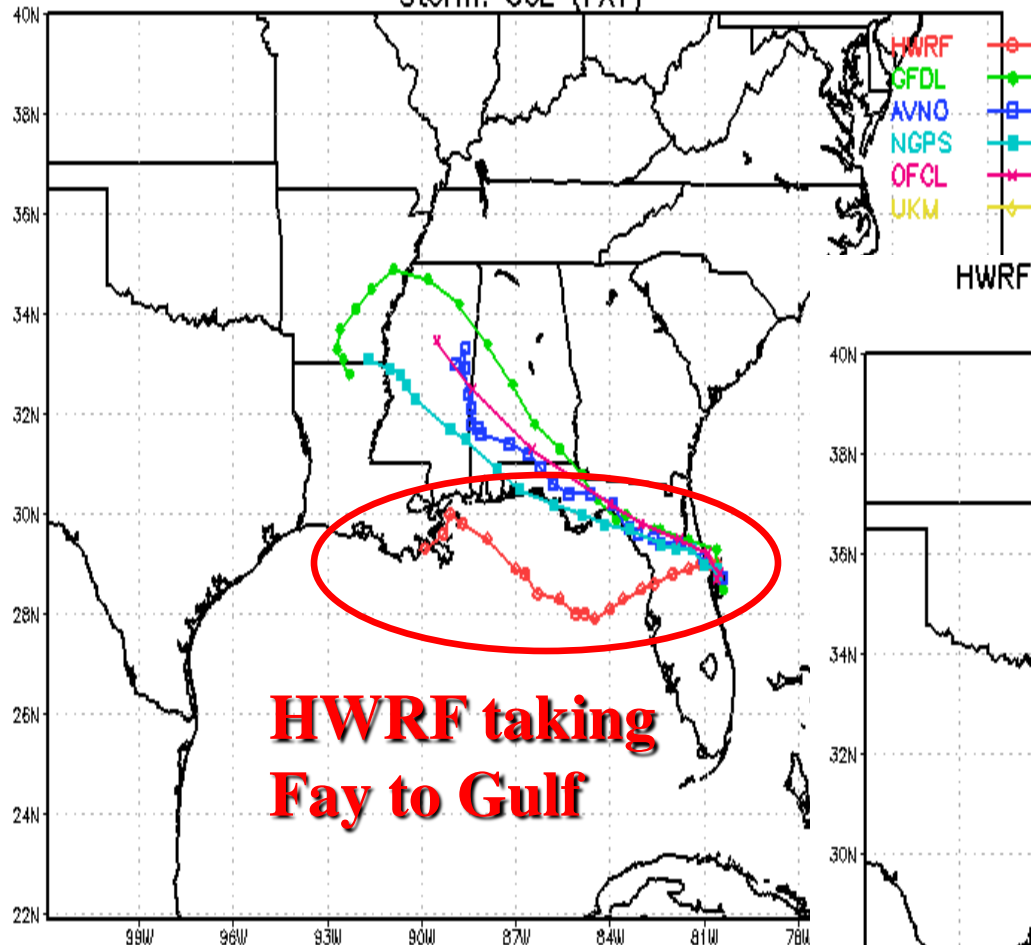 40N
38N
36N
34N
32N
30N
28N
26N
24N
22N
99W
96W
93W
90W
87W
84W
81W
78W
HWRF
GFDL
AVNO
NGPS
OFCL
UKM
HWRF taking
Fay to Gulf
HWRF
40N
38N
36N
34N
32N
30N